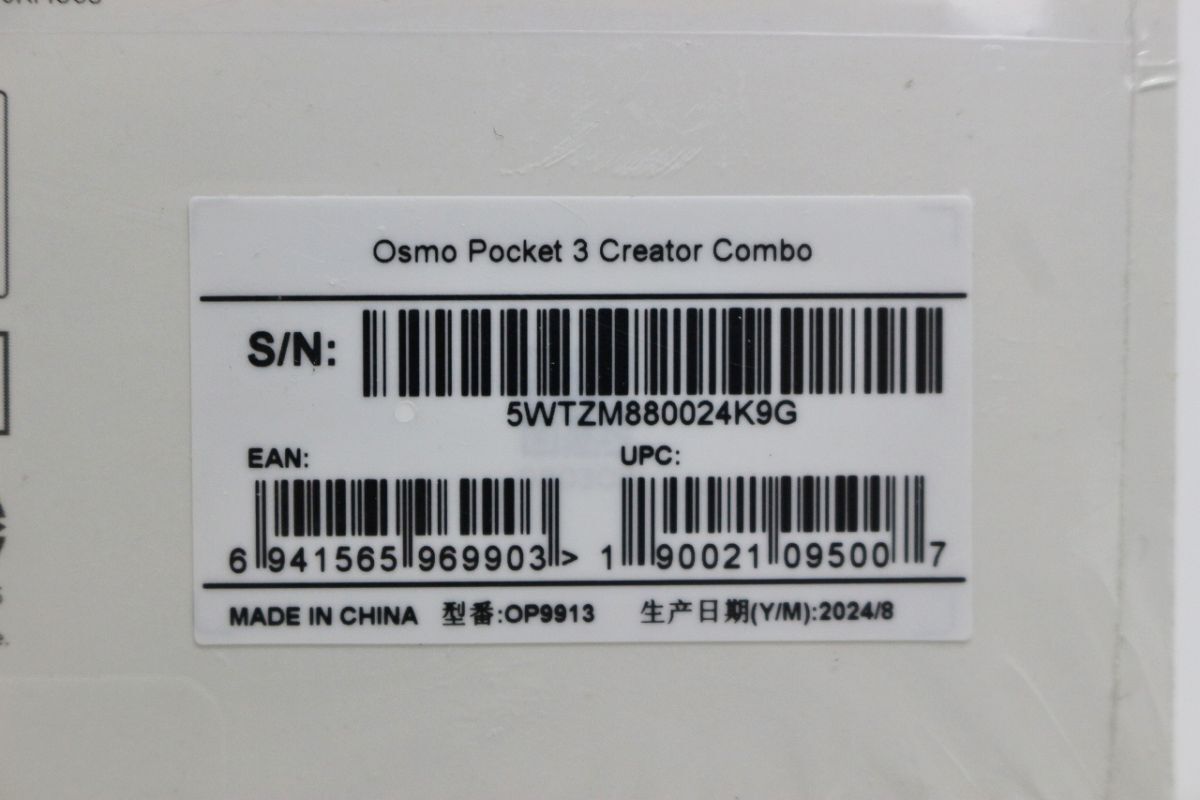 Osmo Pocket 3 Creator Combo
S/N:
5WTZM880024K9G
EAN: UPC:
6 941565 969903 > 1 90021 09500 7
MADE IN CHINA 型番:OP9913 生产日期(Y/M):2024/8